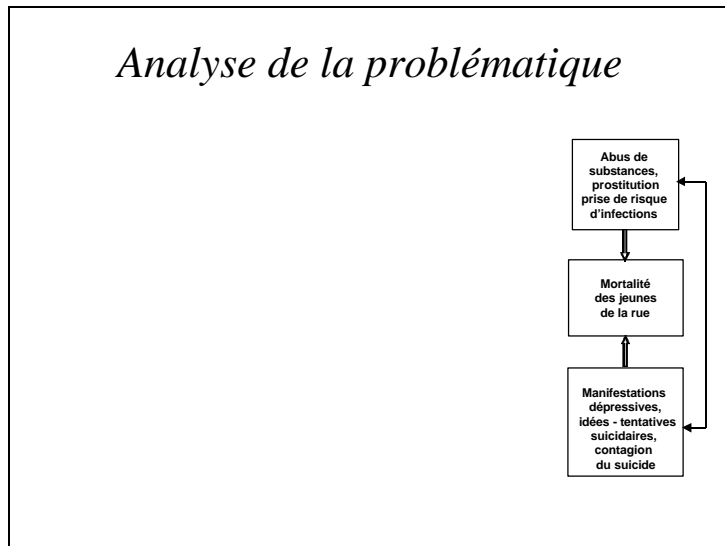 Analyse de la problématique
Abus de
substances,
prostitution
prise de risque
d'infections
Mortalité
des jeunes
de la rue
Manifestations
dépressives,
idées - tentatives
suicidaires,
contagion
du suicide